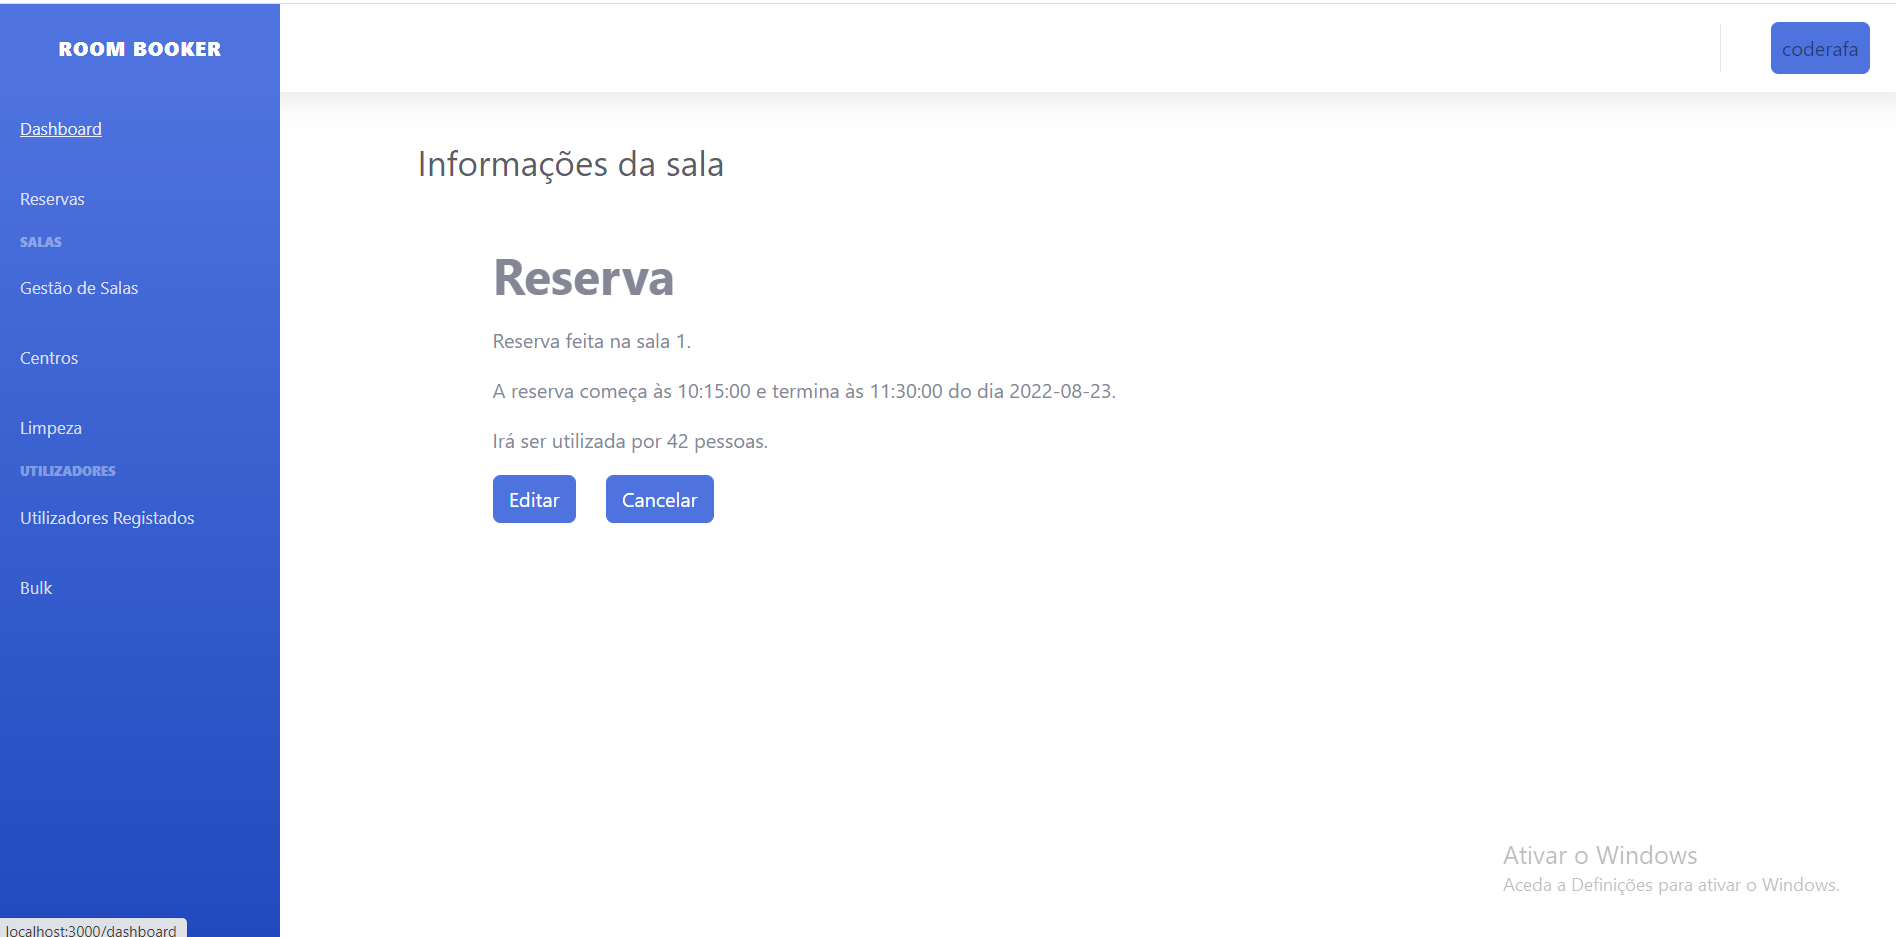 ROOM BOOKER
coderafa
Dashboard
Reservas
SALAS
Gestão de Salas
Centros
Limpeza
UTILIZADORES
Utilizadores Registados
Bulk
Informações da sala
Reserva
Reserva feita na sala 1.
A reserva começa às 10:15:00 e termina às 11:30:00 do dia 2022-08-23.
Irá ser utilizada por 42 pessoas.
Editar
Cancelar
Ativar o Windows
Aceda a Definições para ativar o Windows.
localhost:3000/dashboard